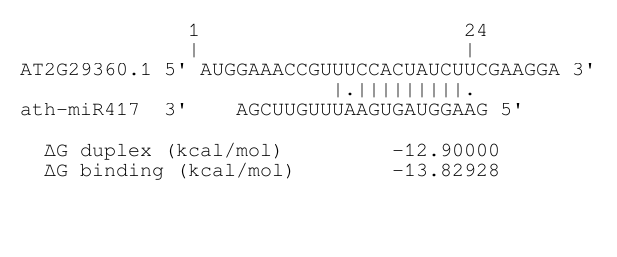 1 24
| |
AT2G29360.1 5' AUGGAAACCGUUUCCACUAUCUUCGAAGGA 3'
|.|||||||||.
ath-miR417 3' AGCUUGUUUAAGUGAUGGAAG 5'
ΔG duplex (kcal/mol) -12.90000
ΔG binding (kcal/mol) -13.82928